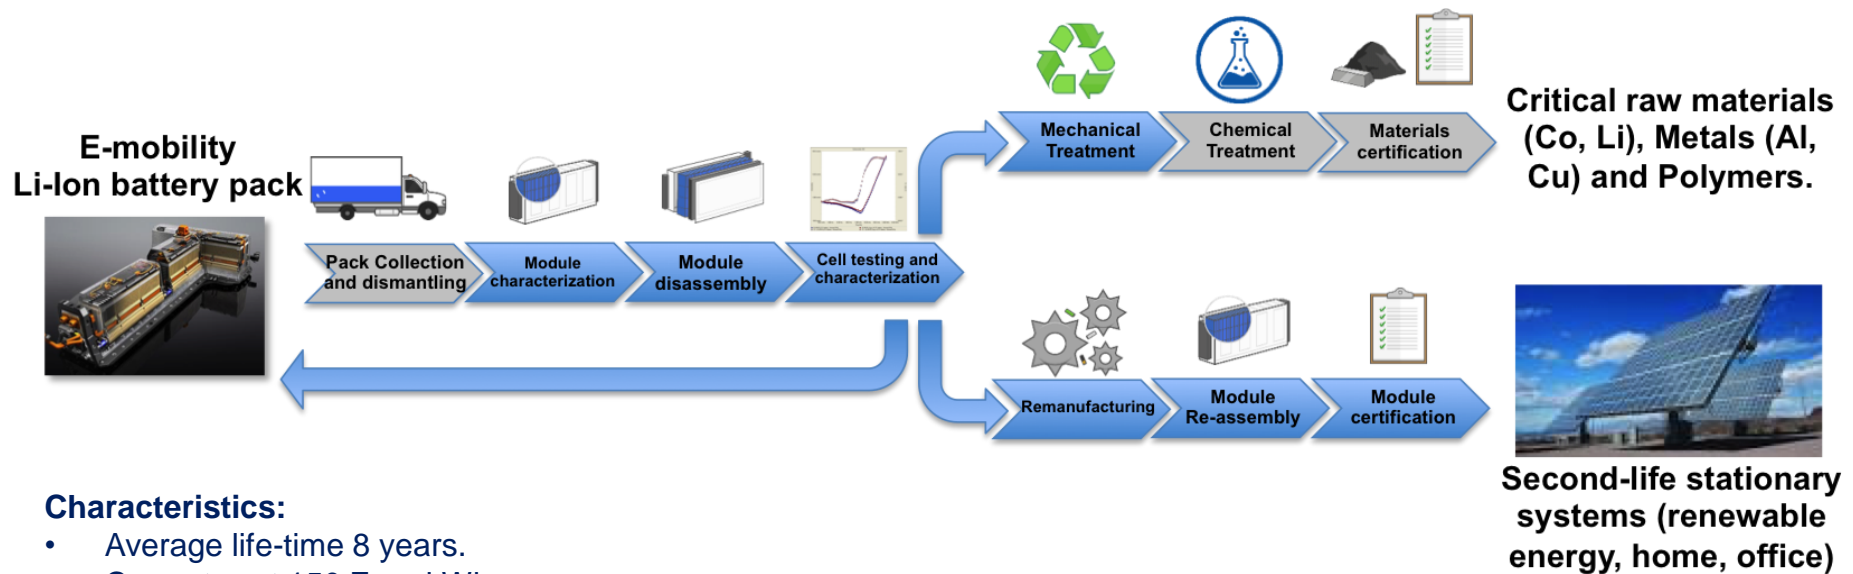 E-mobility
Li-Ion battery pack
Pack Collection
and dismantling
Module
characterization
Module
disassembly
Cell testing and
characterization
Mechanical
Treatment
Chemical
Treatment
Materials
certification
Critical raw materials
(Co, Li), Metals (Al,
Cu) and Polymers.
Remanufacturing
Module
Re-assembly
Module
certification
Second-life stationary
systems (renewable
energy, home, office)
Characteristics:
• Average life-time 8 years.